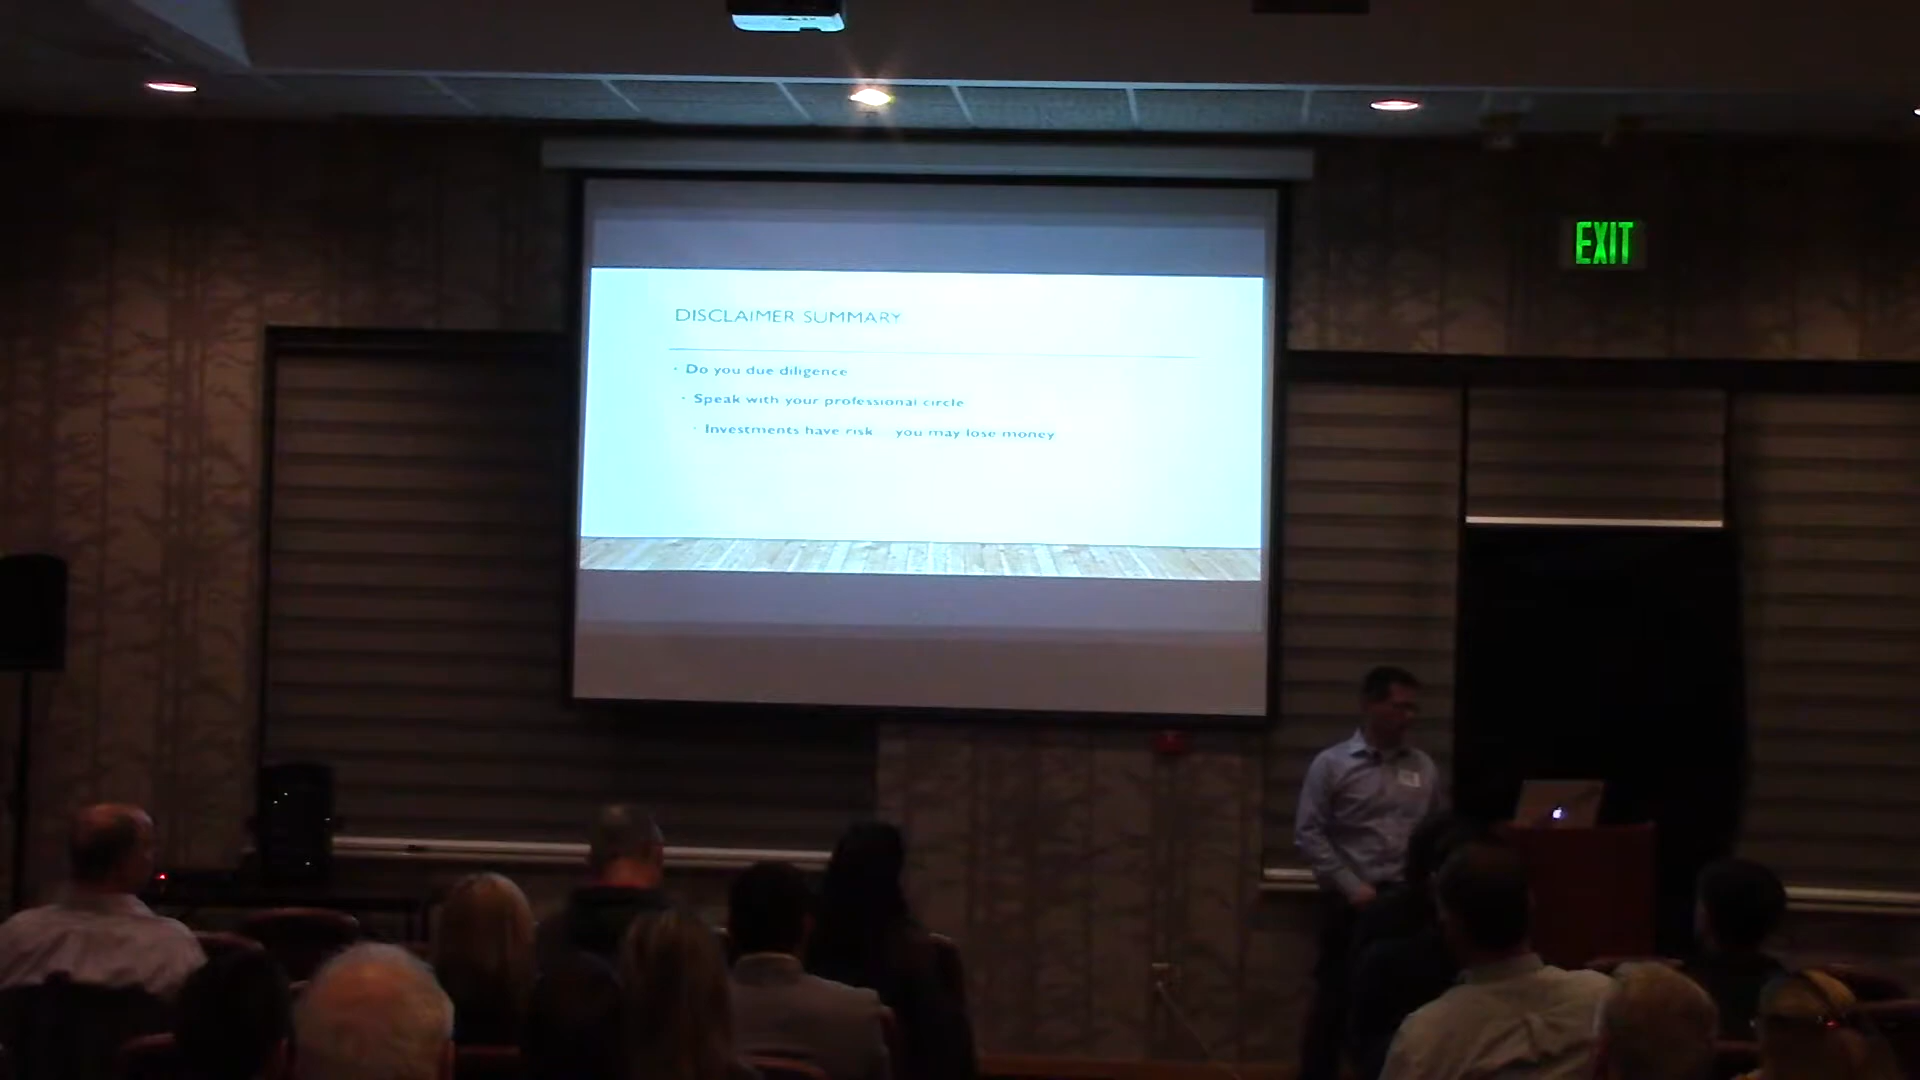 EXIT
DISCLAIMER SUMMARY
• Do you due diligence
• Speak with your professional circle
• Investments have risk... you may lose money